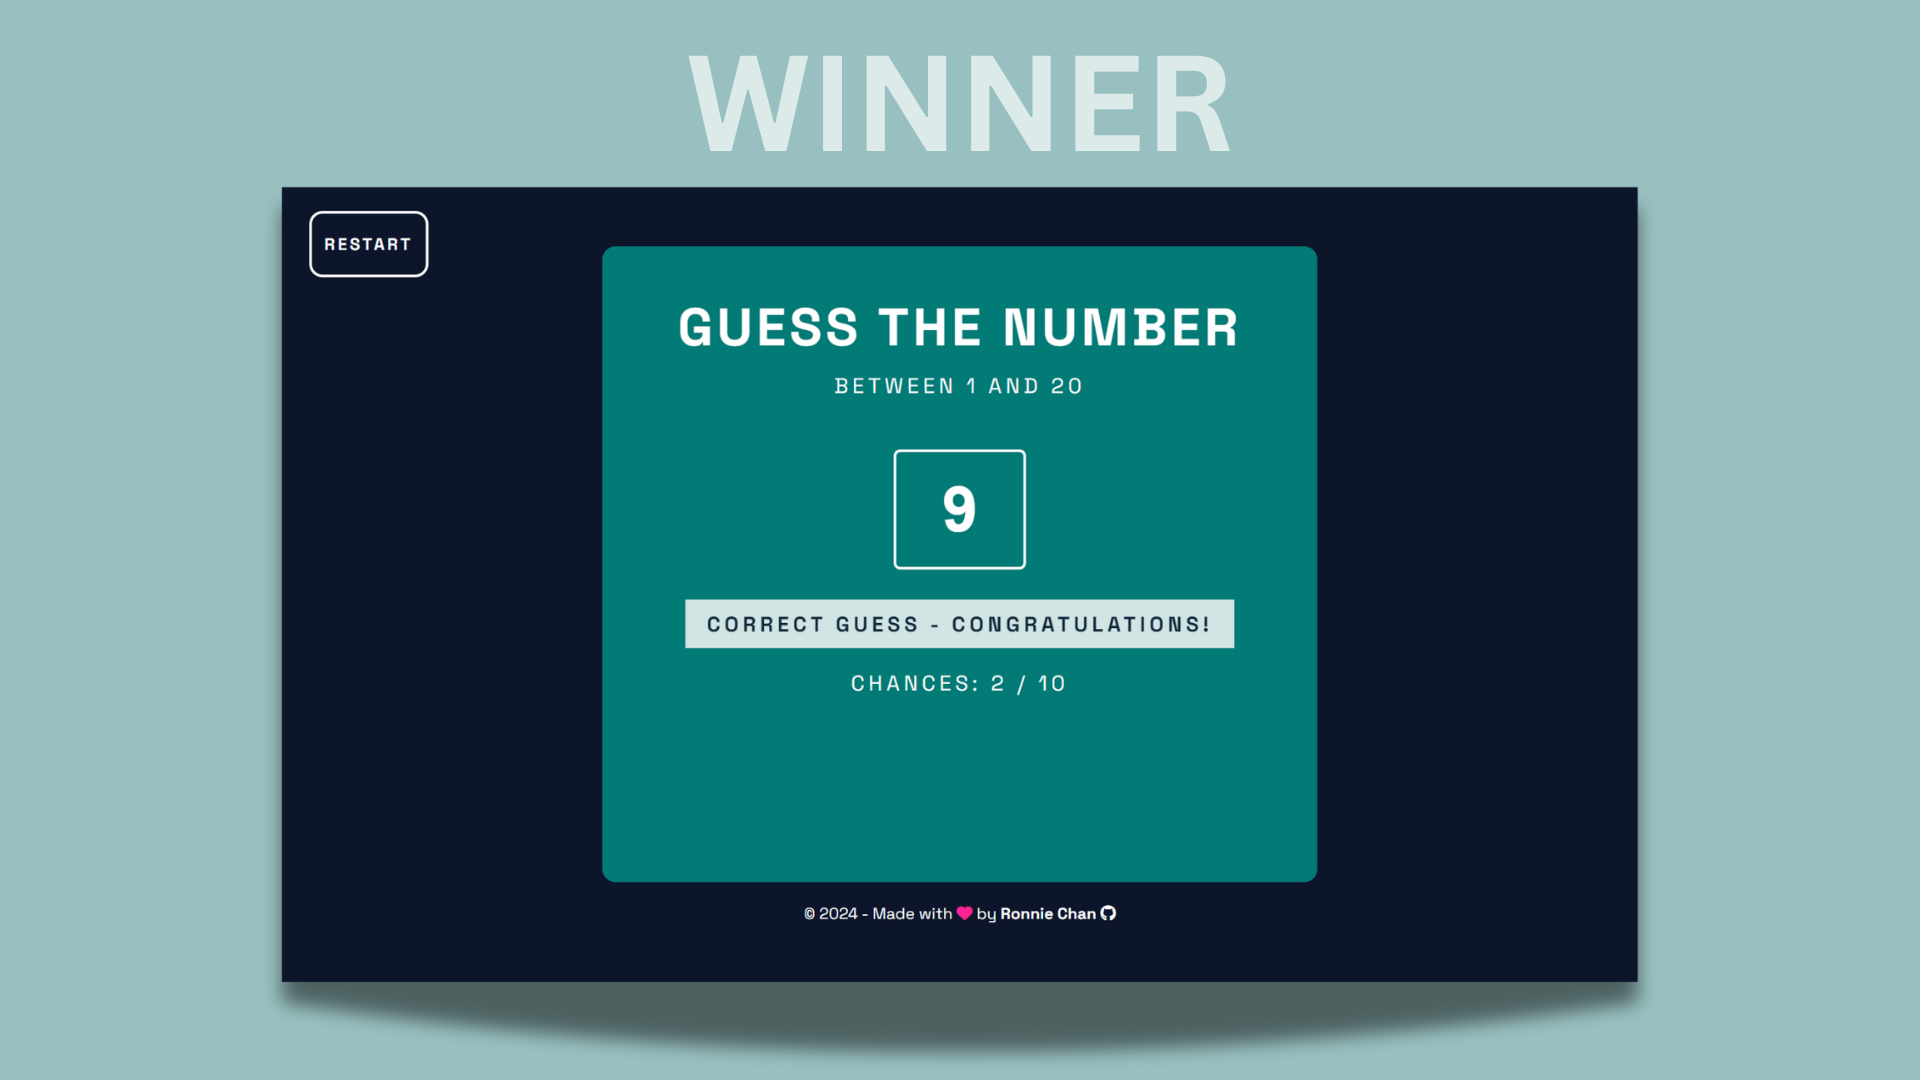 WINNER
RESTART
GUESS THE NUMBER
BETWEEN 1 AND 20
9
CORRECT GUESS - CONGRATULATIONS!
CHANCES: 2 / 10
© 2024 - Made with ❤ by Ronnie Chan